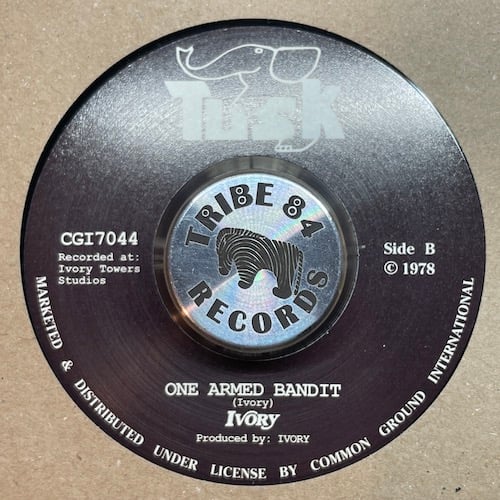 Tusk
TRIBE 84
RECORDS
CGI7044
Recorded at:
Ivory Towers
Studios
Side B
© 1978
ONE ARMED BANDIT
(Ivory)
IVORY
Produced by: IVORY
MARKETED & DISTRIBUTED UNDER LICENSE BY COMMON GROUND INTERNATIONAL